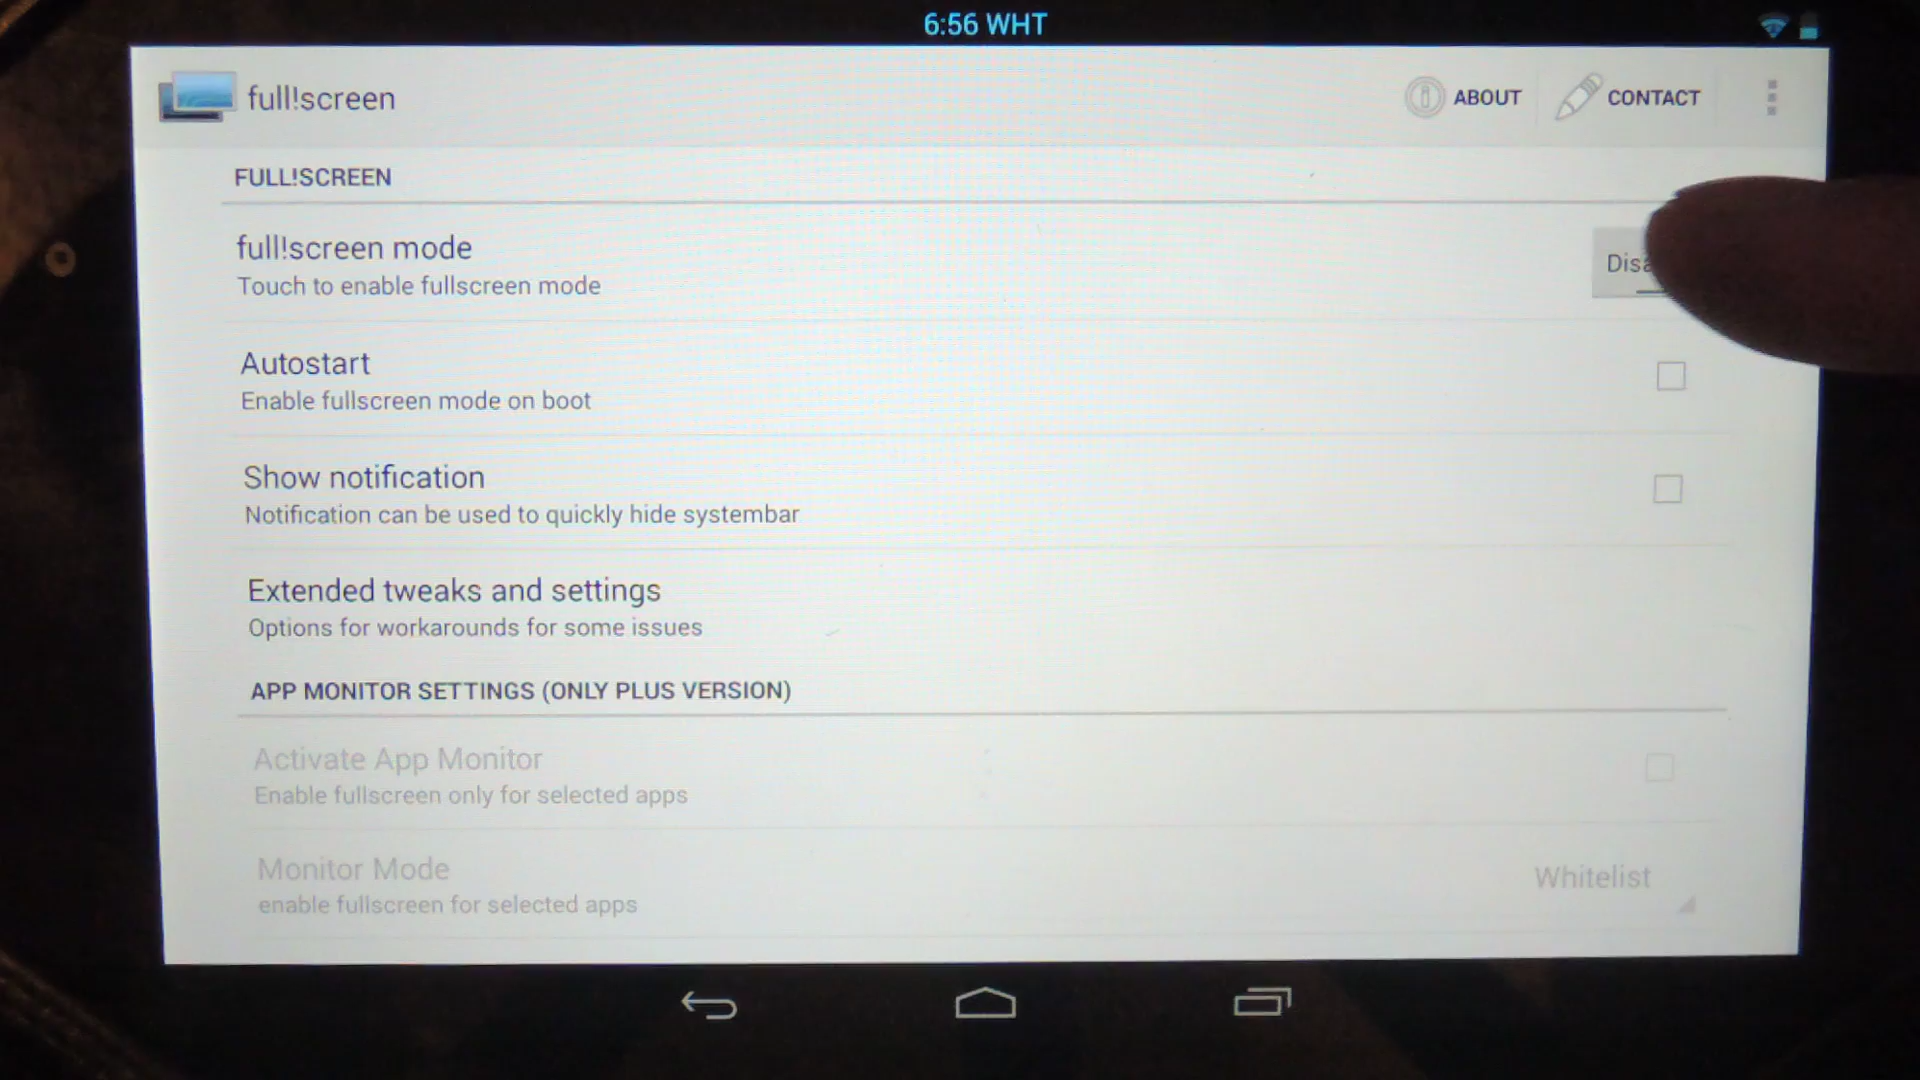 6:56 WHT
full!screen
ABOUT
CONTACT
FULL!SCREEN
full!screen mode
Touch to enable fullscreen mode
Autostart
Enable fullscreen mode on boot
Show notification
Notification can be used to quickly hide systembar
Extended tweaks and settings
Options for workarounds for some issues
APP MONITOR SETTINGS (ONLY PLUS VERSION)
Activate App Monitor
Enable fullscreen only for selected apps
Monitor Mode
Whitelist
enable fullscreen for selected apps